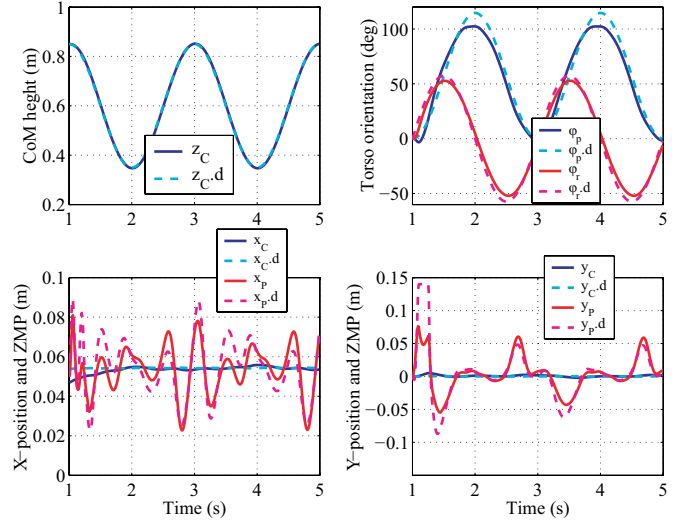 CoM heght (m)
1
0.8
0.6
0.4
0.2
z_C
z_C.d
1 2 3 4 5
Torso orientation (deg)
100
50
0
−50
φ_p
φ_p.d
φ_r
φ_r.d
1 2 3 4 5
X−position and ZMP (m)
0.1
0.08
0.06
0.04
0.02
0
x_C
x_C.d
x_P
x_P.d
1 2 3 4 5
Time (s)
Y−position and ZMP (m)
0.15
0.1
0.05
0
−0.05
−0.1
y_C
y_C.d
y_P
y_P.d
1 2 3 4 5
Time (s)